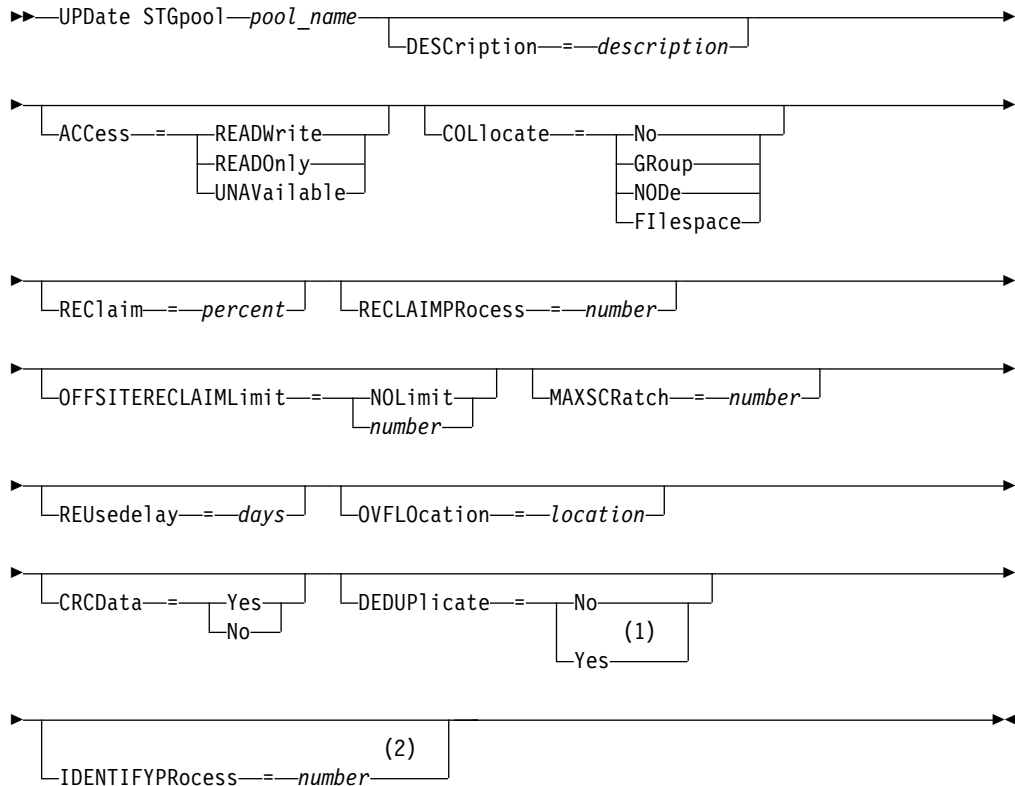 UPDate STGpool pool_name
DESCription = description
ACCess = READWrite
READOnly
UNAVailable
COLlocate = No
GRoup
NODe
FIlespace
REClaim = percent
RECLAIMPRocess = number
OFFSITERECLAIMLimit = NOLimit
number
MAXSCRatch = number
REUsedelay = days
OVFLOcation = location
CRCData = Yes
No
DEDUPlicate = No
(1)
Yes
(2)
IDENTIFYPRocess = number